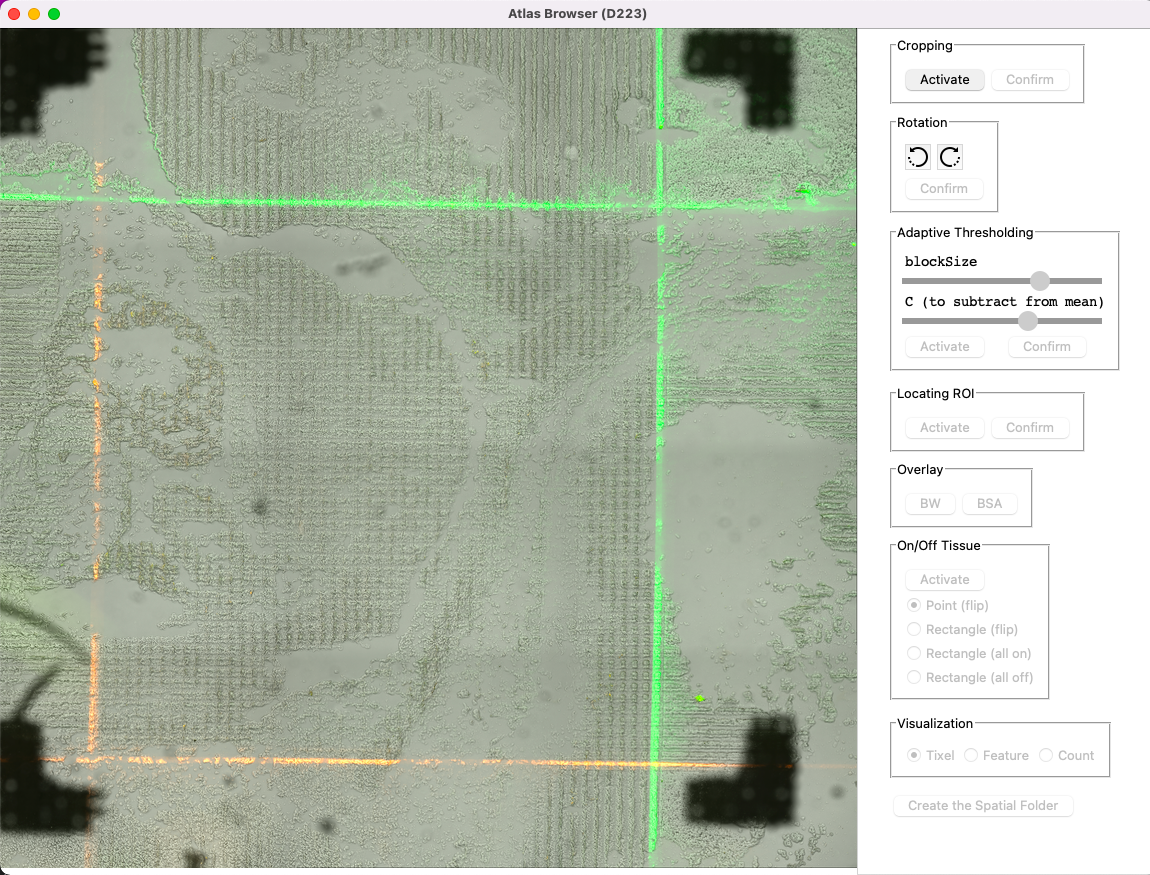 Atlas Browser (D223)
Cropping
Activate Confirm
Rotation
Confirm
Adaptive Thresholding
blockSize
C (to subtract from mean)
Activate Confirm
Locating ROI
Activate Confirm
Overlay
BW BSA
On/Off Tissue
Activate
Point (flip)
Rectangle (flip)
Rectangle (all on)
Rectangle (all off)
Visualization
Tixel Feature Count
Create the Spatial Folder